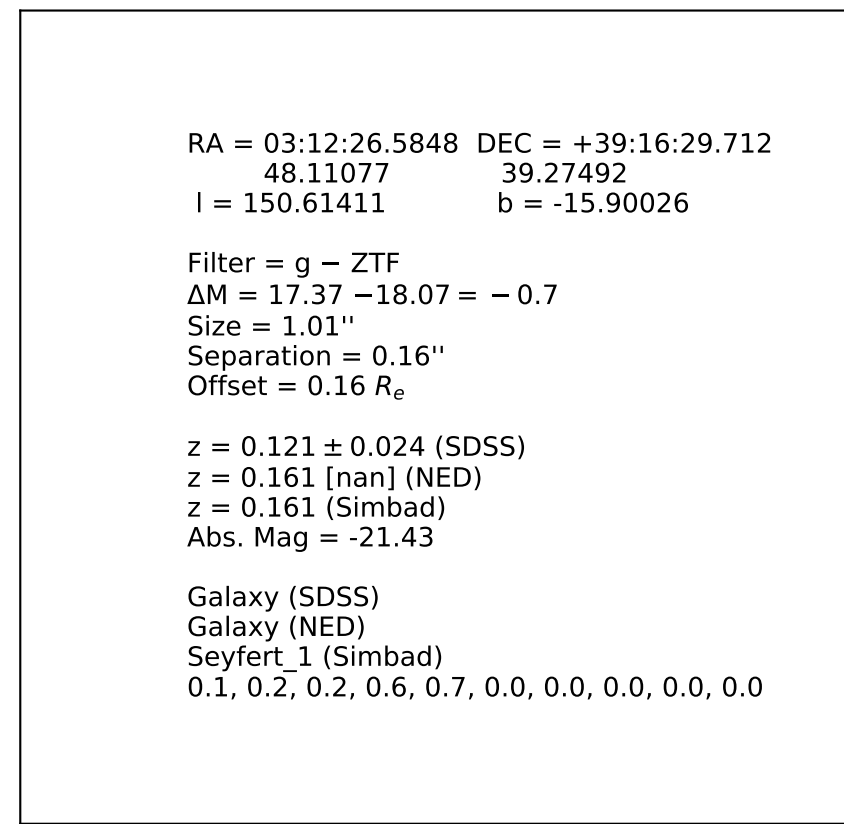 RA = 03:12:26.5848  DEC = +39:16:29.712
48.11077  39.27492
l = 150.61411  b = -15.90026
Filter = g − ZTF
ΔM = 17.37 −18.07 = − 0.7
Size = 1.01''
Separation = 0.16''
Offset = 0.16 Re
z = 0.121 ± 0.024 (SDSS)
z = 0.161 [nan] (NED)
z = 0.161 (Simbad)
Abs. Mag = -21.43
Galaxy (SDSS)
Galaxy (NED)
Seyfert_1 (Simbad)
0.1, 0.2, 0.2, 0.6, 0.7, 0.0, 0.0, 0.0, 0.0, 0.0